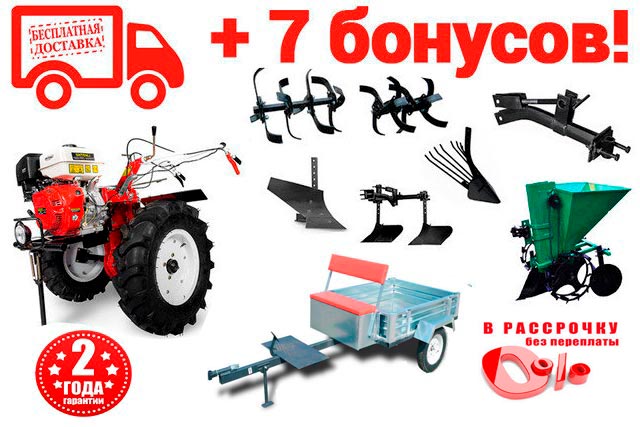 БЕСПЛАТНАЯ
ДОСТАВКА!
+ 7 бонусов!
В РАССРОЧКУ
без переплаты
0%
2
ГОДА
гарантии